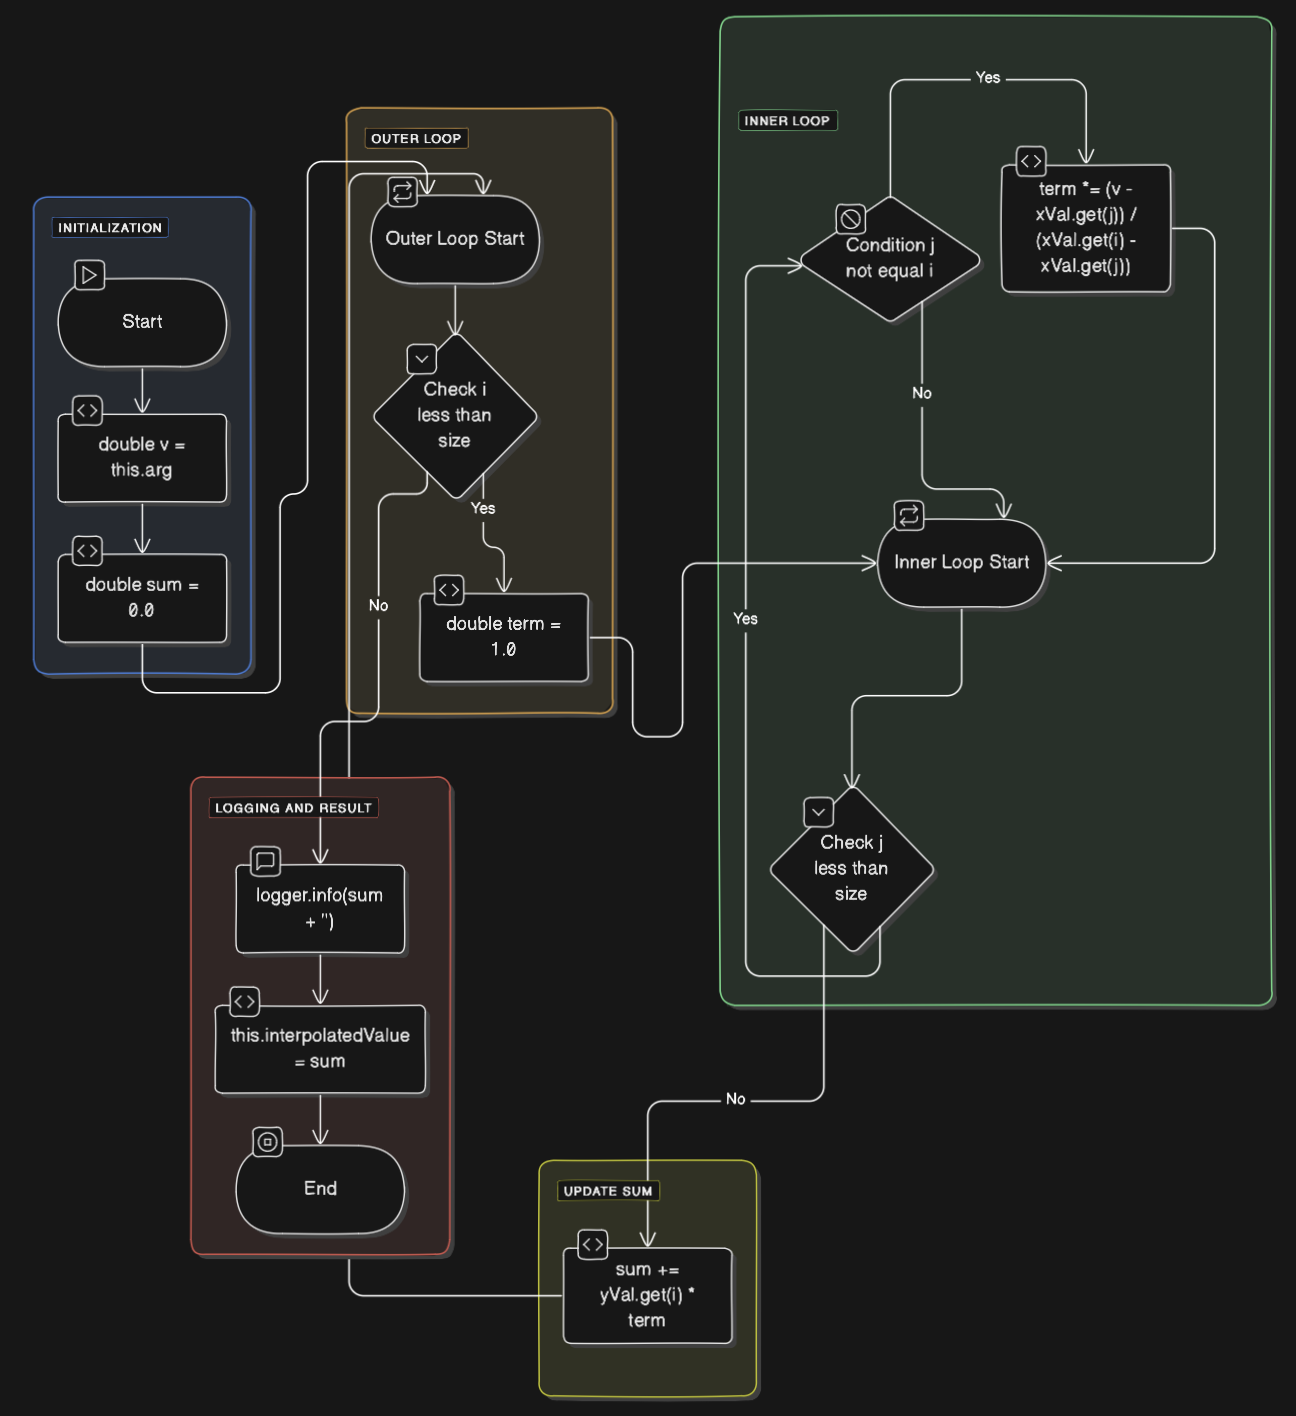 INITIALIZATION
Start
double v =
this.arg
double sum =
0.0
OUTER LOOP
Outer Loop Start
Check i
less than
size
Yes
No
double term =
1.0
INNER LOOP
Yes
term *= (v -
xVal.get(j)) /
(xVal.get(i) -
xVal.get(j))
Condition j
not equal i
No
Inner Loop Start
Yes
Check j
less than
size
No
LOGGING AND RESULT
logger.info(sum
+ '')
this.interpolatedValue
= sum
End
UPDATE SUM
sum +=
yVal.get(i) *
term